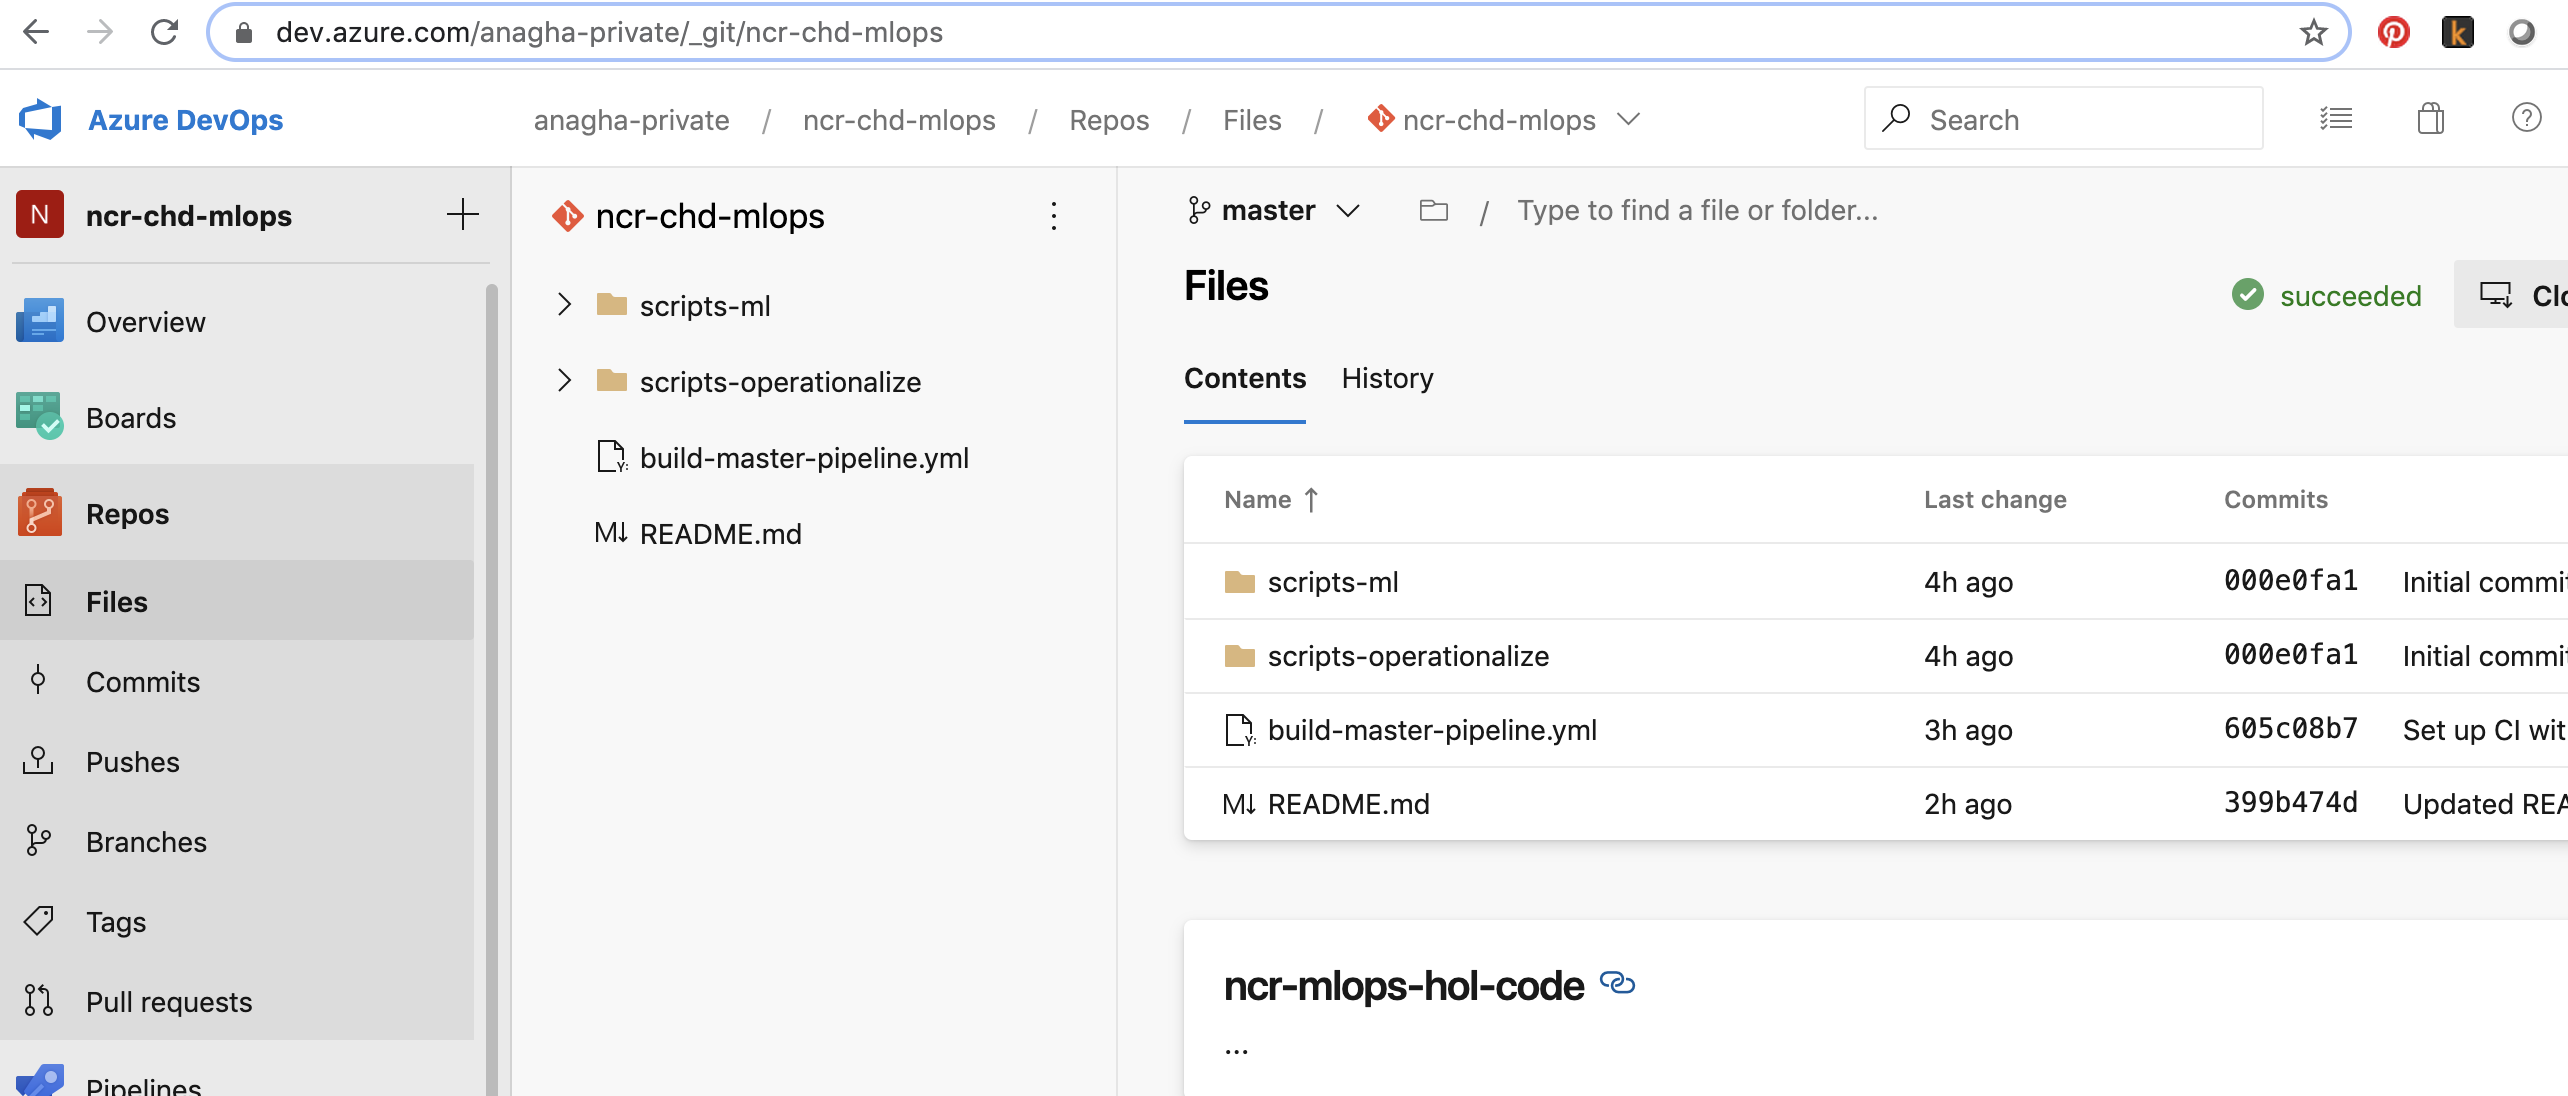 dev.azure.com/anagha-private/_git/ncr-chd-mlops
Azure DevOps
anagha-private / ncr-chd-mlops / Repos / Files / ncr-chd-mlops
Search
N ncr-chd-mlops
Overview
Boards
Repos
Files
Commits
Pushes
Branches
Tags
Pull requests
Pipelines
ncr-chd-mlops
scripts-ml
scripts-operationalize
build-master-pipeline.yml
README.md
master / Type to find a file or folder...
Files
succeeded
Clo
Contents History
Name ↑ Last change Commits
scripts-ml 4h ago 000e0fa1 Initial commit
scripts-operationalize 4h ago 000e0fa1 Initial commit
build-master-pipeline.yml 3h ago 605c08b7 Set up CI wit
README.md 2h ago 399b474d Updated REA
ncr-mlops-hol-code
...